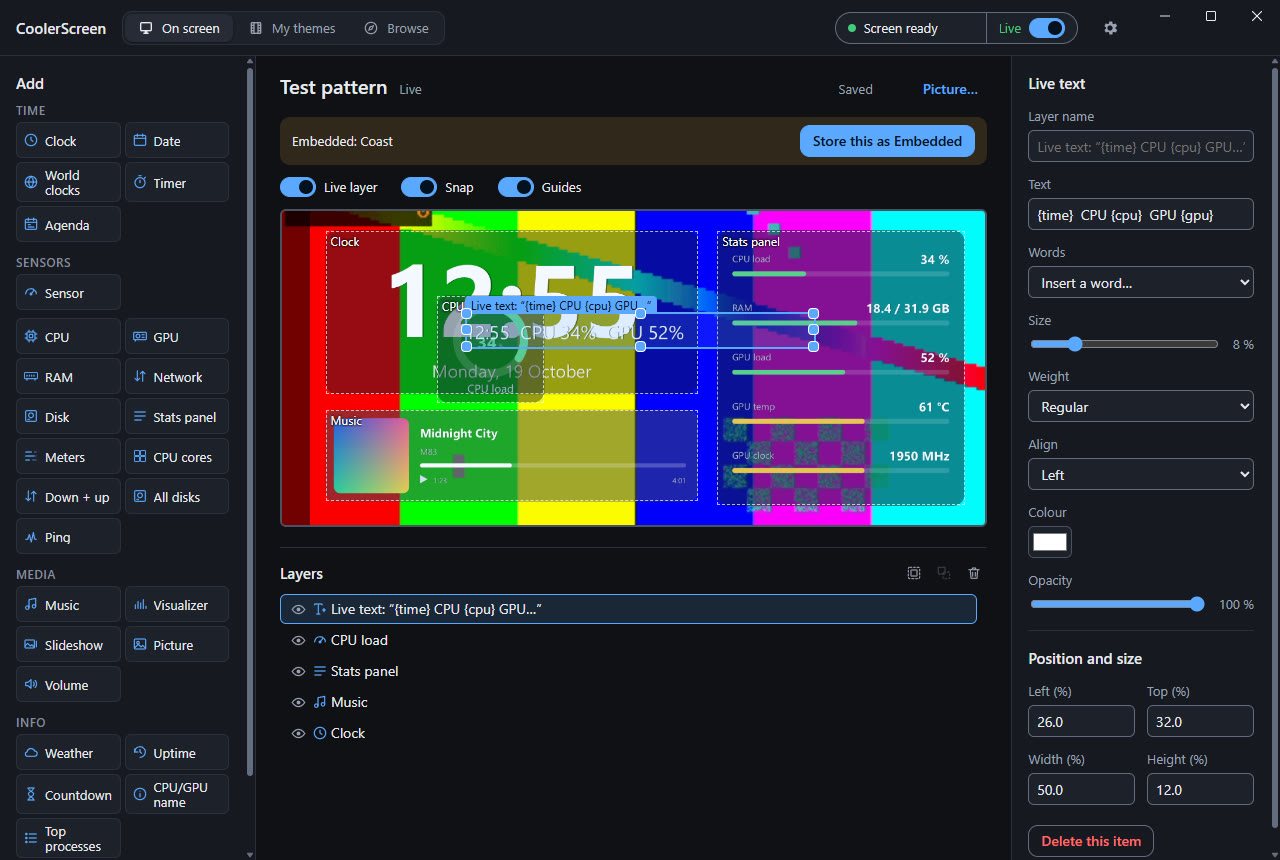 CoolerScreen
On screen
My themes
Browse
Screen ready
Live
Add
TIME
Clock
Date
World clocks
Timer
Agenda
SENSORS
Sensor
CPU
GPU
RAM
Network
Disk
Stats panel
Meters
CPU cores
Down + up
All disks
Ping
MEDIA
Music
Visualizer
Slideshow
Picture
Volume
INFO
Weather
Uptime
Countdown
CPU/GPU name
Top processes
Test pattern
Live
Saved
Picture...
Embedded: Coast
Store this as Embedded
Live layer
Snap
Guides
Clock
12:55
CPU
Live text: “{time} CPU {cpu} GPU...”
12:55 CPU 34% GPU 52%
34
Monday, 19 October
CPU load
Music
Midnight City
M83
1:23
4:01
Stats panel
CPU load
34 %
RAM
18.4 / 31.9 GB
GPU load
52 %
GPU temp
61 °C
GPU clock
1950 MHz
Layers
Live text: “{time} CPU {cpu} GPU...”
CPU load
Stats panel
Music
Clock
Live text
Layer name
Live text: “{time} CPU {cpu} GPU...”
Text
{time} CPU {cpu} GPU {gpu}
Words
Insert a word...
Size
8 %
Weight
Regular
Align
Left
Colour
Opacity
100 %
Position and size
Left (%)
Top (%)
26.0
32.0
Width (%)
Height (%)
50.0
12.0
Delete this item